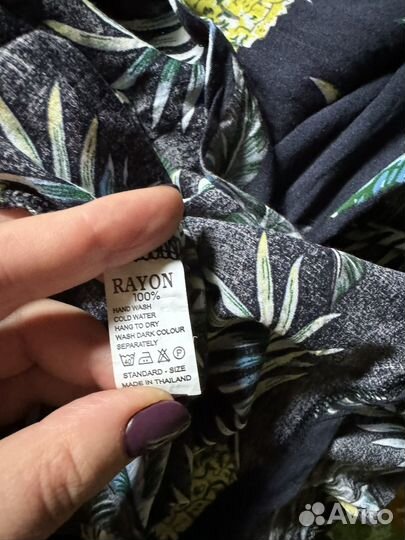 RAYON
100%
HAND WASH
COLD WATER
HANG TO DRY
WASH DARK COLOUR
SEPARATELY
STANDARD - SIZE
MADE IN THAILAND
Avito